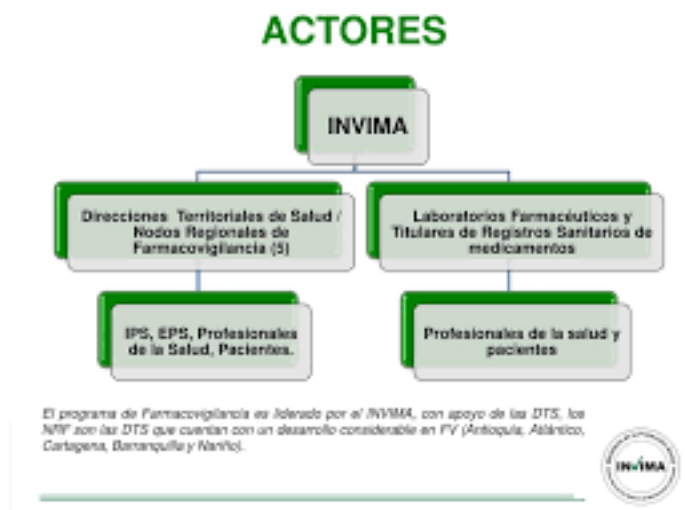 ACTORES
INVIMA
Direcciones Territoriales de Salud /
Nodos Regionales de
Farmacovigilancia (5)
Laboratorios Farmacéuticos y
Titulares de Registros Sanitarios de
medicamentos
IPS, EPS, Profesionales
de la Salud, Pacientes.
Profesionales de la salud y
pacientes
El programa de Farmacovigilancia es liderado por el INVIMA, con apoyo de las DTS, los
NRF son las DTS que cuentan con un desarrollo considerable en FV (Antioquia, Atlántico,
Cartagena, Barranquilla y Nariño).
INVIMA